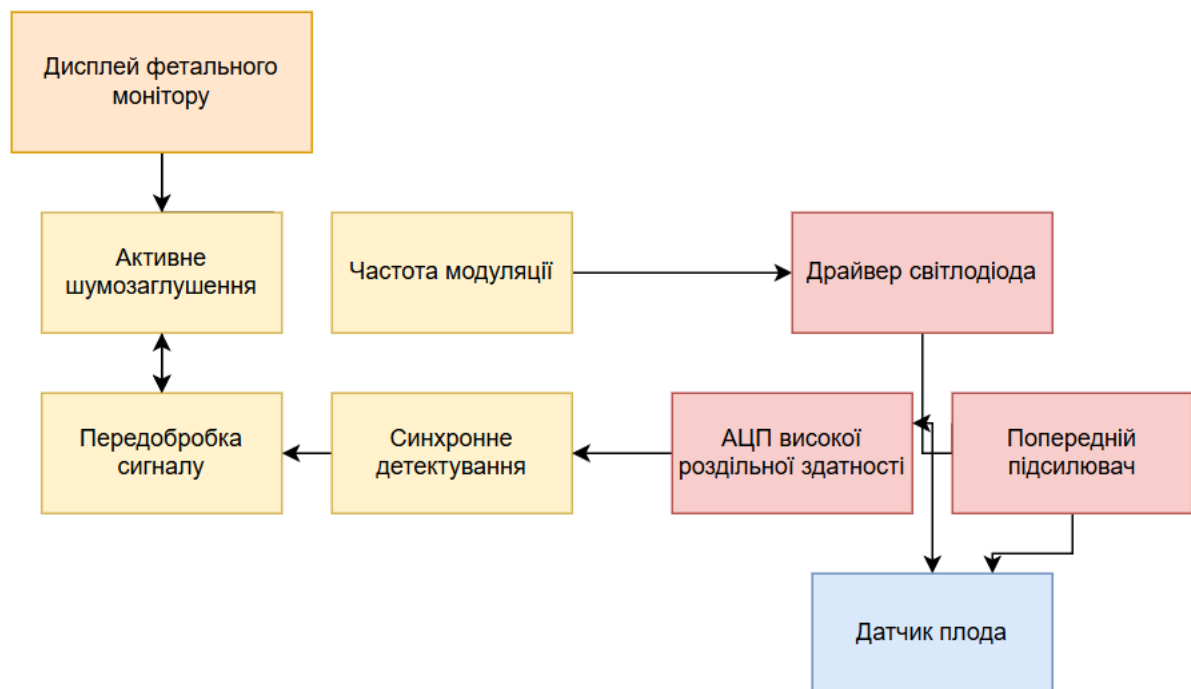 Дисплей фетального
монітору
Активне
шумозаглушення
Частота модуляції
Драйвер світлодіода
Передобробка
сигналу
Синхронне
детектування
АЦП високої
роздільної здатності
Попередній
підсилювач
Датчик плода